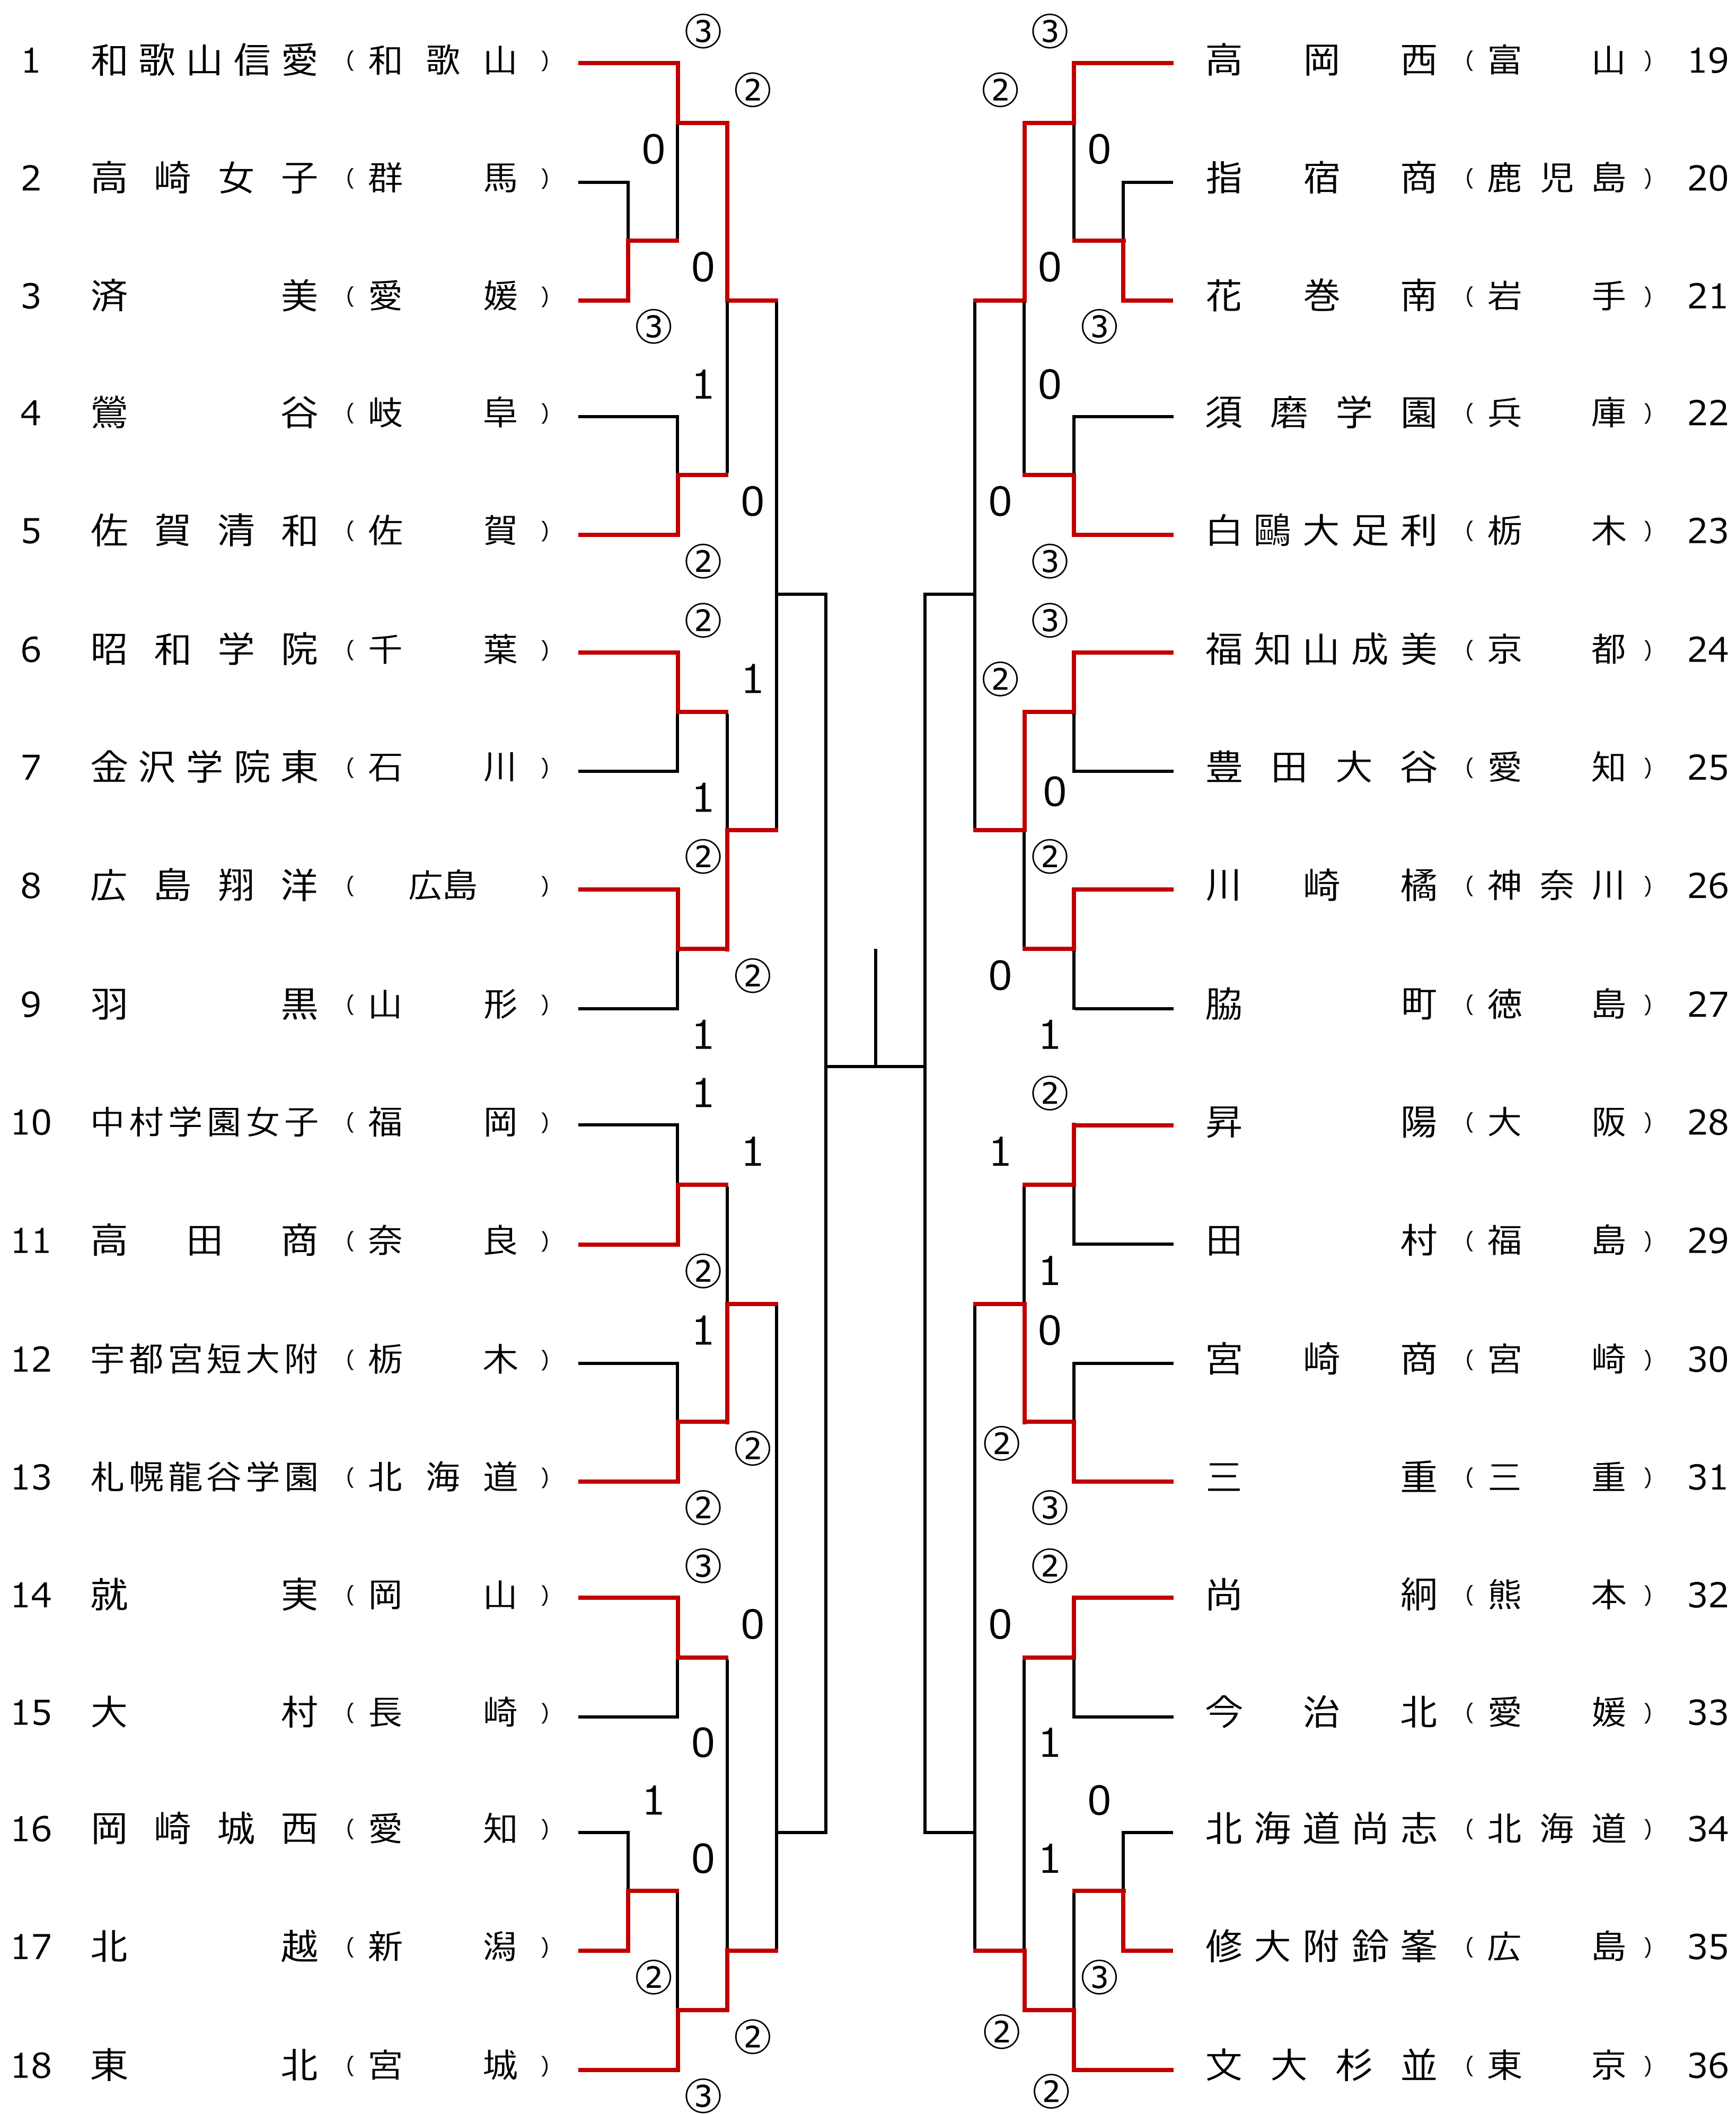 ③
1 和歌山信愛 (和歌山)
②
0
2 高崎女子 (群馬)
0
3 済美 (愛媛)
③
1
4 鶯谷 (岐阜)
0
5 佐賀清和 (佐賀)
②
②
6 昭和学院 (千葉)
1
7 金沢学院東 (石川)
1
②
8 広島翔洋 (広島)
②
9 羽黒 (山形)
1
1
10 中村学園女子 (福岡)
1
11 高田商 (奈良)
②
1
12 宇都宮短大附 (栃木)
②
13 札幌龍谷学園 (北海道)
②
③
14 就実 (岡山)
0
15 大村 (長崎)
0
1
16 岡崎城西 (愛知)
0
17 北越 (新潟)
②
②
18 東北 (宮城)
③
③
高岡西 (富山) 19
②
0
指宿商 (鹿児島) 20
0
花巻南 (岩手) 21
③
0
須磨学園 (兵庫) 22
0
白鷗大足利 (栃木) 23
③
③
福知山成美 (京都) 24
②
豊田大谷 (愛知) 25
0
②
川崎橘 (神奈川) 26
0
脇町 (徳島) 27
1
②
昇陽 (大阪) 28
1
田村 (福島) 29
1
0
宮崎商 (宮崎) 30
②
三重 (三重) 31
③
②
尚絅 (熊本) 32
0
今治北 (愛媛) 33
1
0
北海道尚志 (北海道) 34
1
修大附鈴峯 (広島) 35
③
②
文大杉並 (東京) 36
②